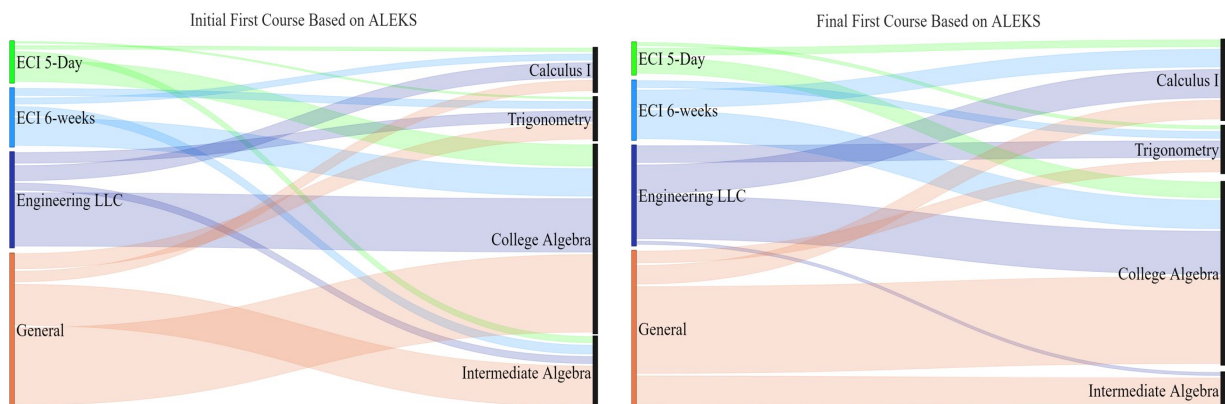 Initial First Course Based on ALEKS
ECI 5-Day
ECI 6-weeks
Engineering LLC
General
Calculus I
Trigonometry
College Algebra
Intermediate Algebra
Final First Course Based on ALEKS
ECI 5-Day
ECI 6-weeks
Engineering LLC
General
Calculus I
Trigonometry
College Algebra
Intermediate Algebra